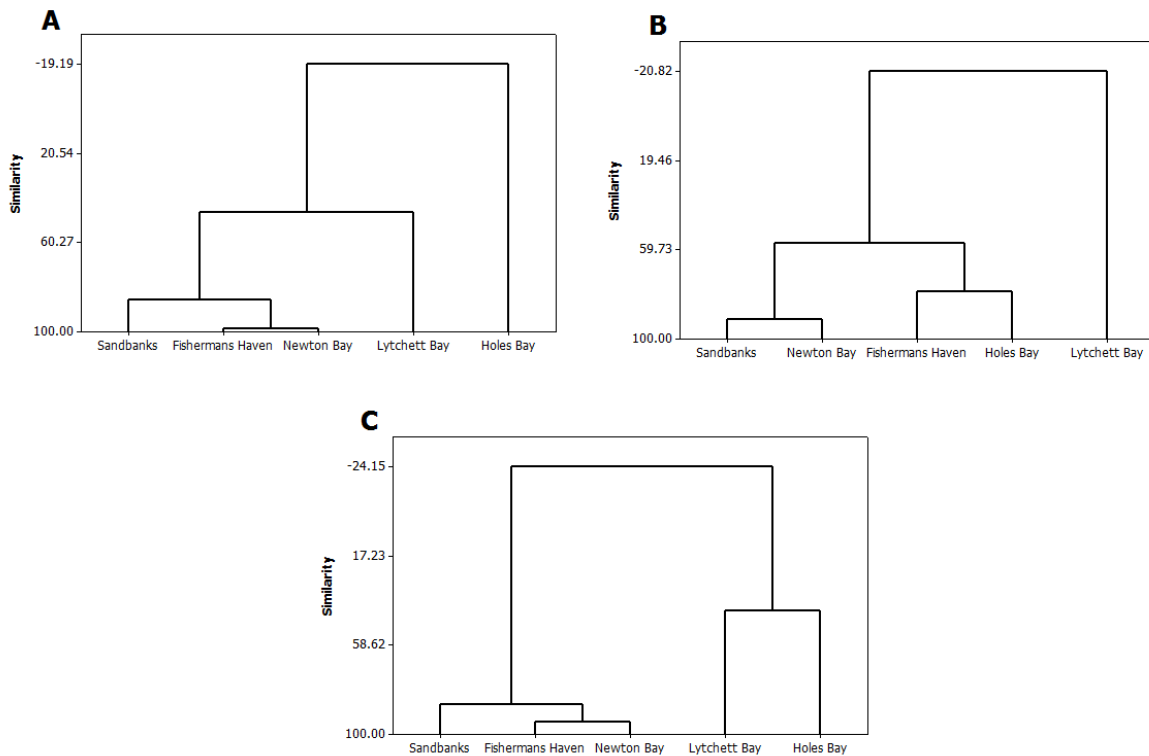 A
-19.19
20.54
60.27
100.00
Similarity
Sandbanks Fishermans Haven Newton Bay Lytchett Bay Holes Bay
B
-20.82
19.46
59.73
100.00
Similarity
Sandbanks Newton Bay Fishermans Haven Holes Bay Lytchett Bay
C
-24.15
17.23
58.62
100.00
Similarity
Sandbanks Fishermans Haven Newton Bay Lytchett Bay Holes Bay